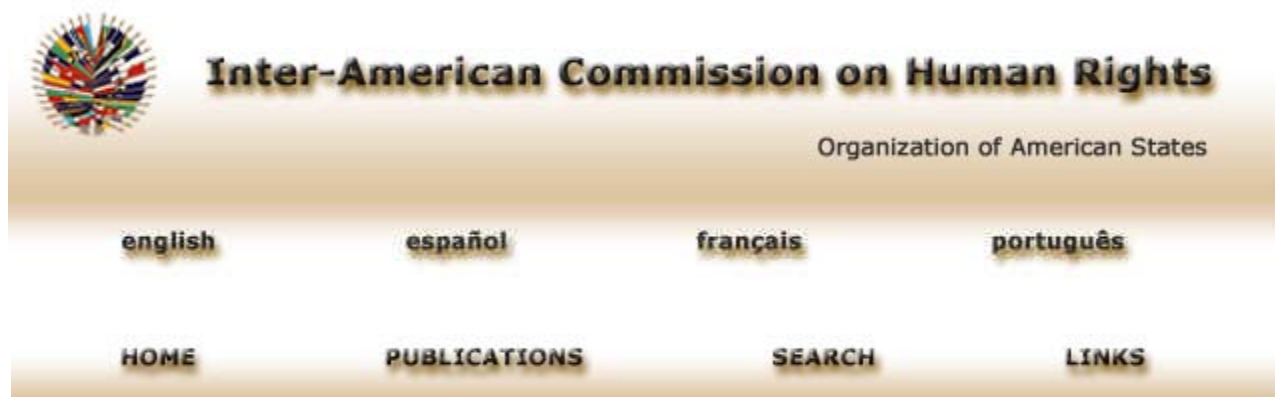 Inter-American Commission on Human Rights
Organization of American States
english español français português
HOME PUBLICATIONS SEARCH LINKS